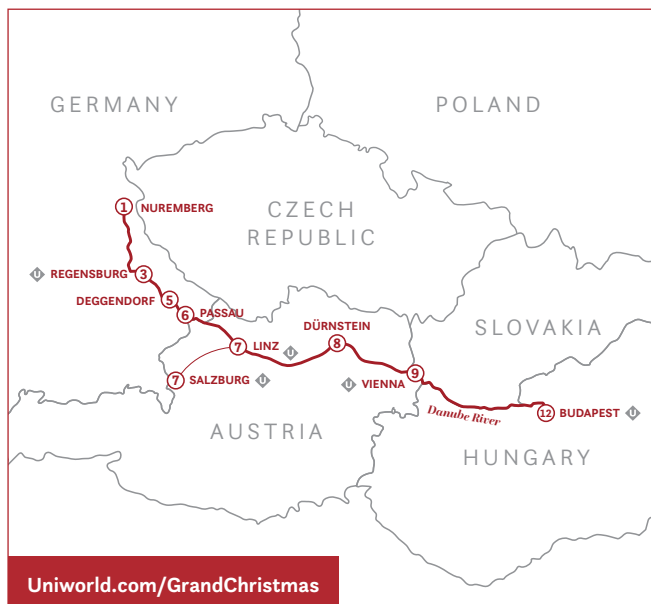 GERMANY
POLAND
CZECH
REPUBLIC
1 NUREMBERG
U REGENSBURG 3
DEGGENDORF 5
6 PASSAU
DÜRNSTEIN
8
SLOVAKIA
7 LINZ U
7 SALZBURG U
U VIENNA 9
Danube River
12 BUDAPEST U
AUSTRIA
HUNGARY
Uniworld.com/GrandChristmas